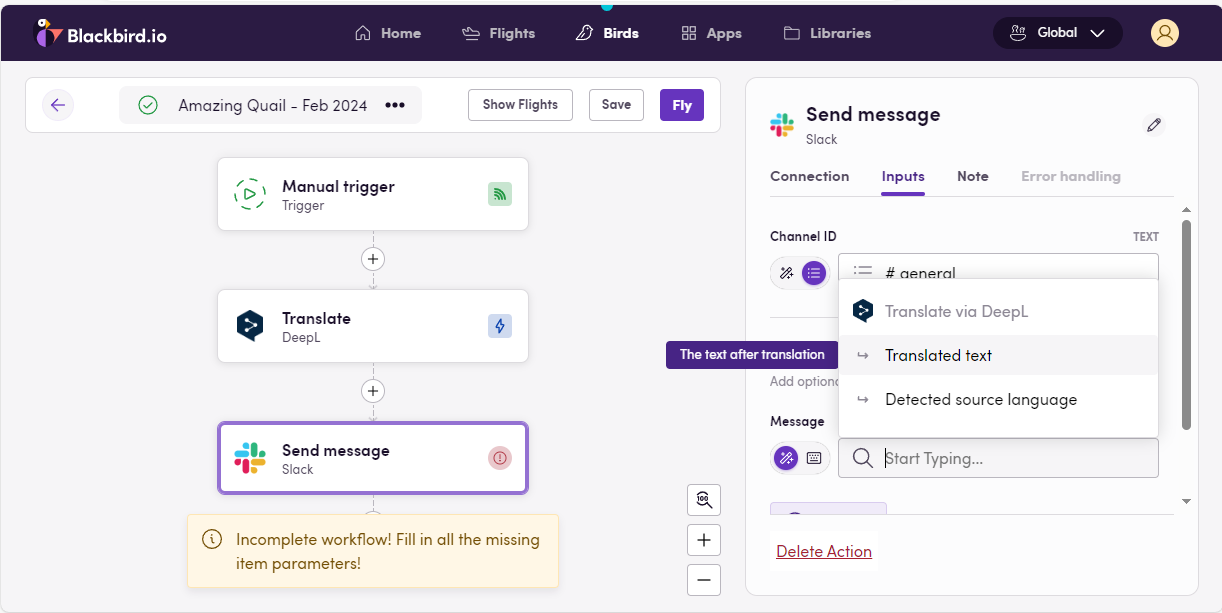 Blackbird.io
Home
Flights
Birds
Apps
Libraries
Global
Amazing Quail - Feb 2024
Show Flights
Save
Fly
Manual trigger
Trigger
Translate
DeepL
Send message
Slack
Incomplete workflow! Fill in all the missing
item parameters!
100
Send message
Slack
Connection
Inputs
Note
Error handling
Channel ID
TEXT
# general
Translate via DeepL
The text after translation
Translated text
Add optiona
Detected source language
Message
Start Typing...
Delete Action